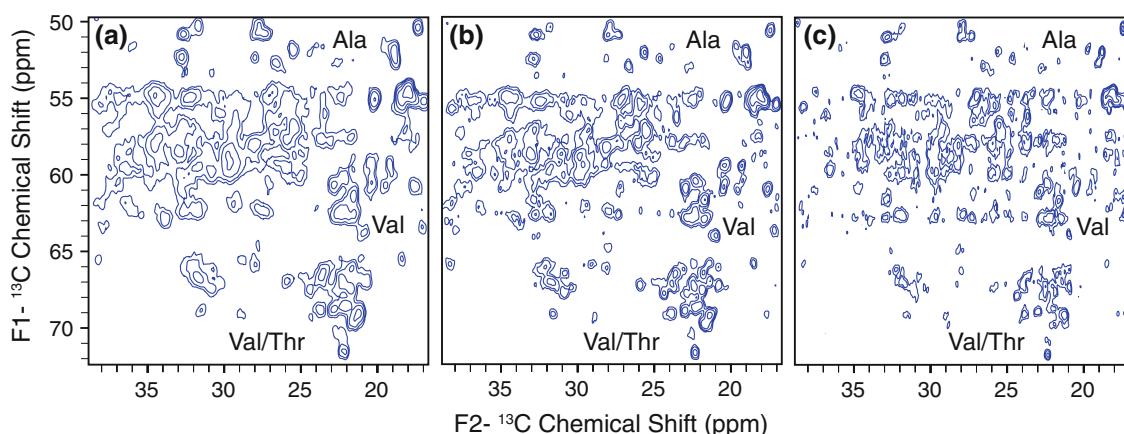 (a) Ala Val Val/Thr
(b) Ala Val Val/Thr
(c) Ala Val Val/Thr
F1- ¹³C Chemical Shift (ppm)
50
55
60
65
70
35 30 25 20
35 30 25 20
35 30 25 20
F2- ¹³C Chemical Shift (ppm)